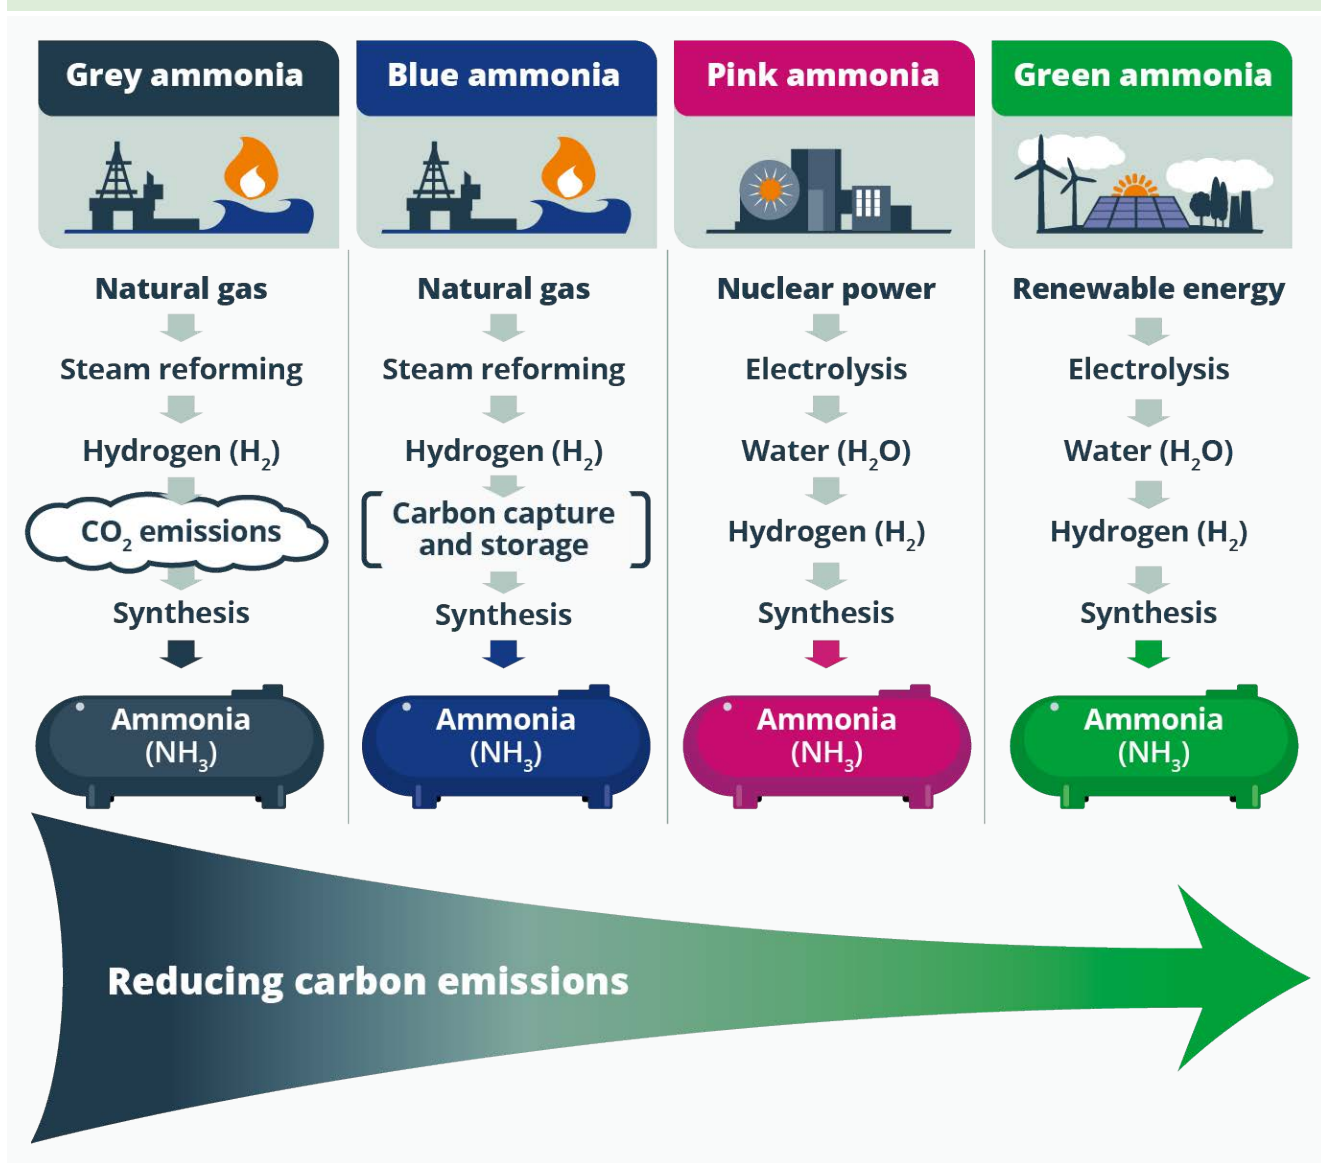 Grey ammonia
Natural gas
Steam reforming
Hydrogen (H₂)
CO₂ emissions
Synthesis
Ammonia
(NH₃)
Blue ammonia
Natural gas
Steam reforming
Hydrogen (H₂)
Carbon capture
and storage
Synthesis
Ammonia
(NH₃)
Pink ammonia
Nuclear power
Electrolysis
Water (H₂O)
Hydrogen (H₂)
Synthesis
Ammonia
(NH₃)
Green ammonia
Renewable energy
Electrolysis
Water (H₂O)
Hydrogen (H₂)
Synthesis
Ammonia
(NH₃)
Reducing carbon emissions